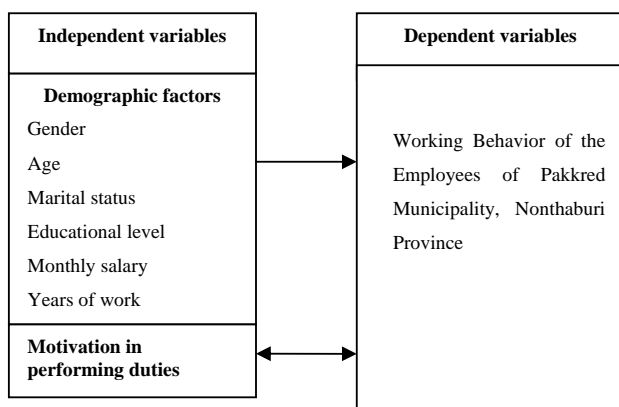 Independent variables
Demographic factors
Gender
Age
Marital status
Educational level
Monthly salary
Years of work
Motivation in
performing duties
Dependent variables
Working Behavior of the
Employees of Pakkred
Municipality, Nonthaburi
Province